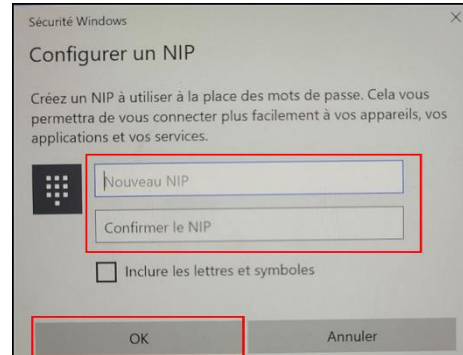 Sécurité Windows
Configurer un NIP
Créez un NIP à utiliser à la place des mots de passe. Cela vous
permettra de vous connecter plus facilement à vos appareils, vos
applications et vos services.
Nouveau NIP
Confirmer le NIP
Inclure les lettres et symboles
OK
Annuler